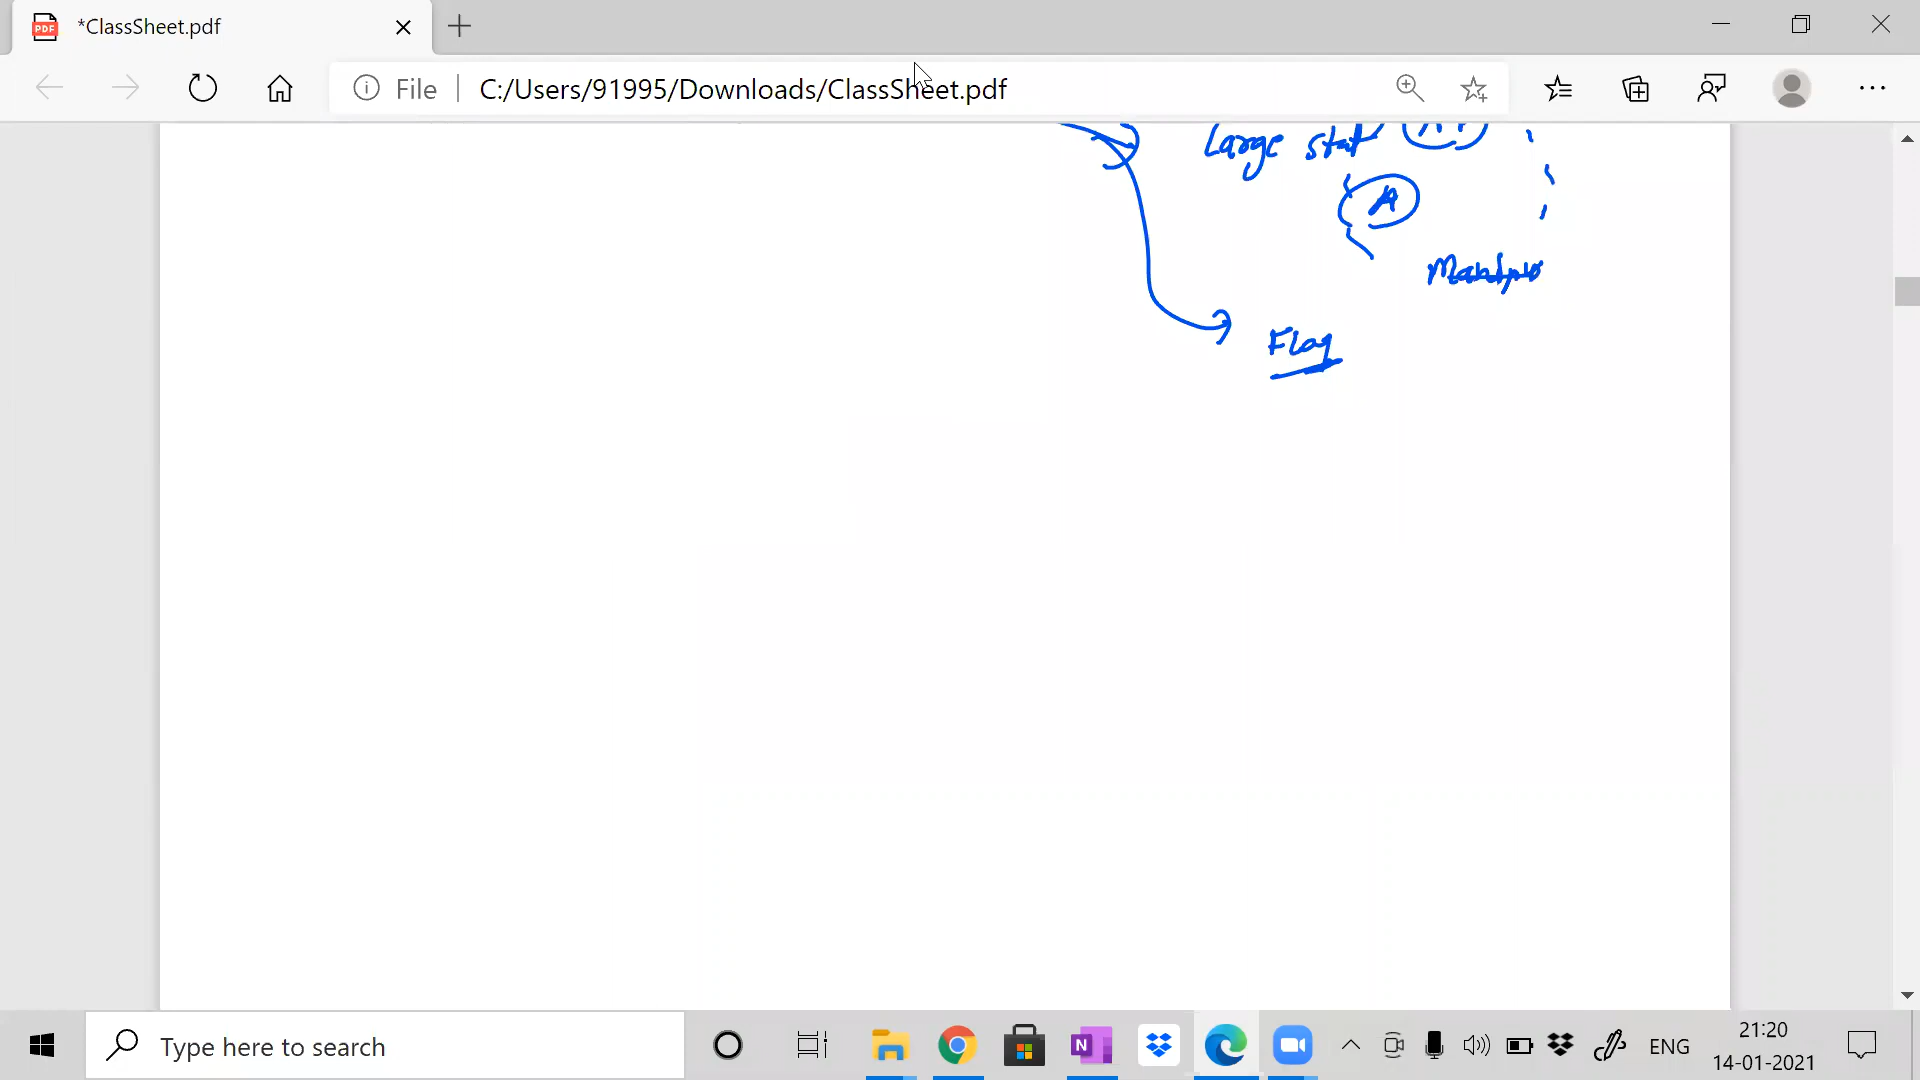 *ClassSheet.pdf
File
C:/Users/91995/Downloads/ClassSheet.pdf
Large stat
A
Flag
Type here to search
ENG
21:20
14-01-2021